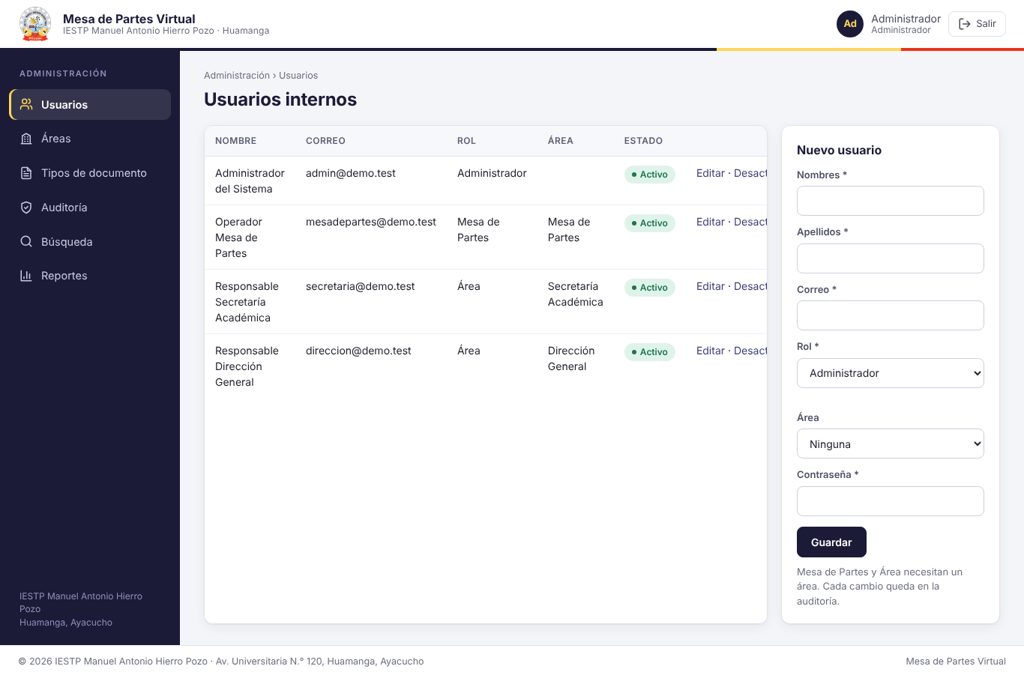 Mesa de Partes Virtual
IESTP Manuel Antonio Hierro Pozo · Huamanga
Ad
Administrador
Administrador
Salir
ADMINISTRACIÓN
Usuarios
Áreas
Tipos de documento
Auditoría
Búsqueda
Reportes
IESTP Manuel Antonio Hierro
Pozo
Huamanga, Ayacucho
Administración › Usuarios
Usuarios internos
NOMBRE CORREO ROL ÁREA ESTADO
Administrador admin@demo.test Administrador Activo Editar · Desact
del Sistema
Operador mesadepartes@demo.test Mesa de Mesa de Activo Editar · Desact
Mesa de Partes Partes
Partes
Responsable secretaria@demo.test Área Secretaría Activo Editar · Desact
Secretaría Académica
Académica
Responsable direccion@demo.test Área Dirección Activo Editar · Desact
Dirección General
General
Nuevo usuario
Nombres *
Apellidos *
Correo *
Rol *
Administrador
Área
Ninguna
Contraseña *
Guardar
Mesa de Partes y Área necesitan un
área. Cada cambio queda en la
auditoría.
© 2026 IESTP Manuel Antonio Hierro Pozo · Av. Universitaria N.° 120, Huamanga, Ayacucho
Mesa de Partes Virtual